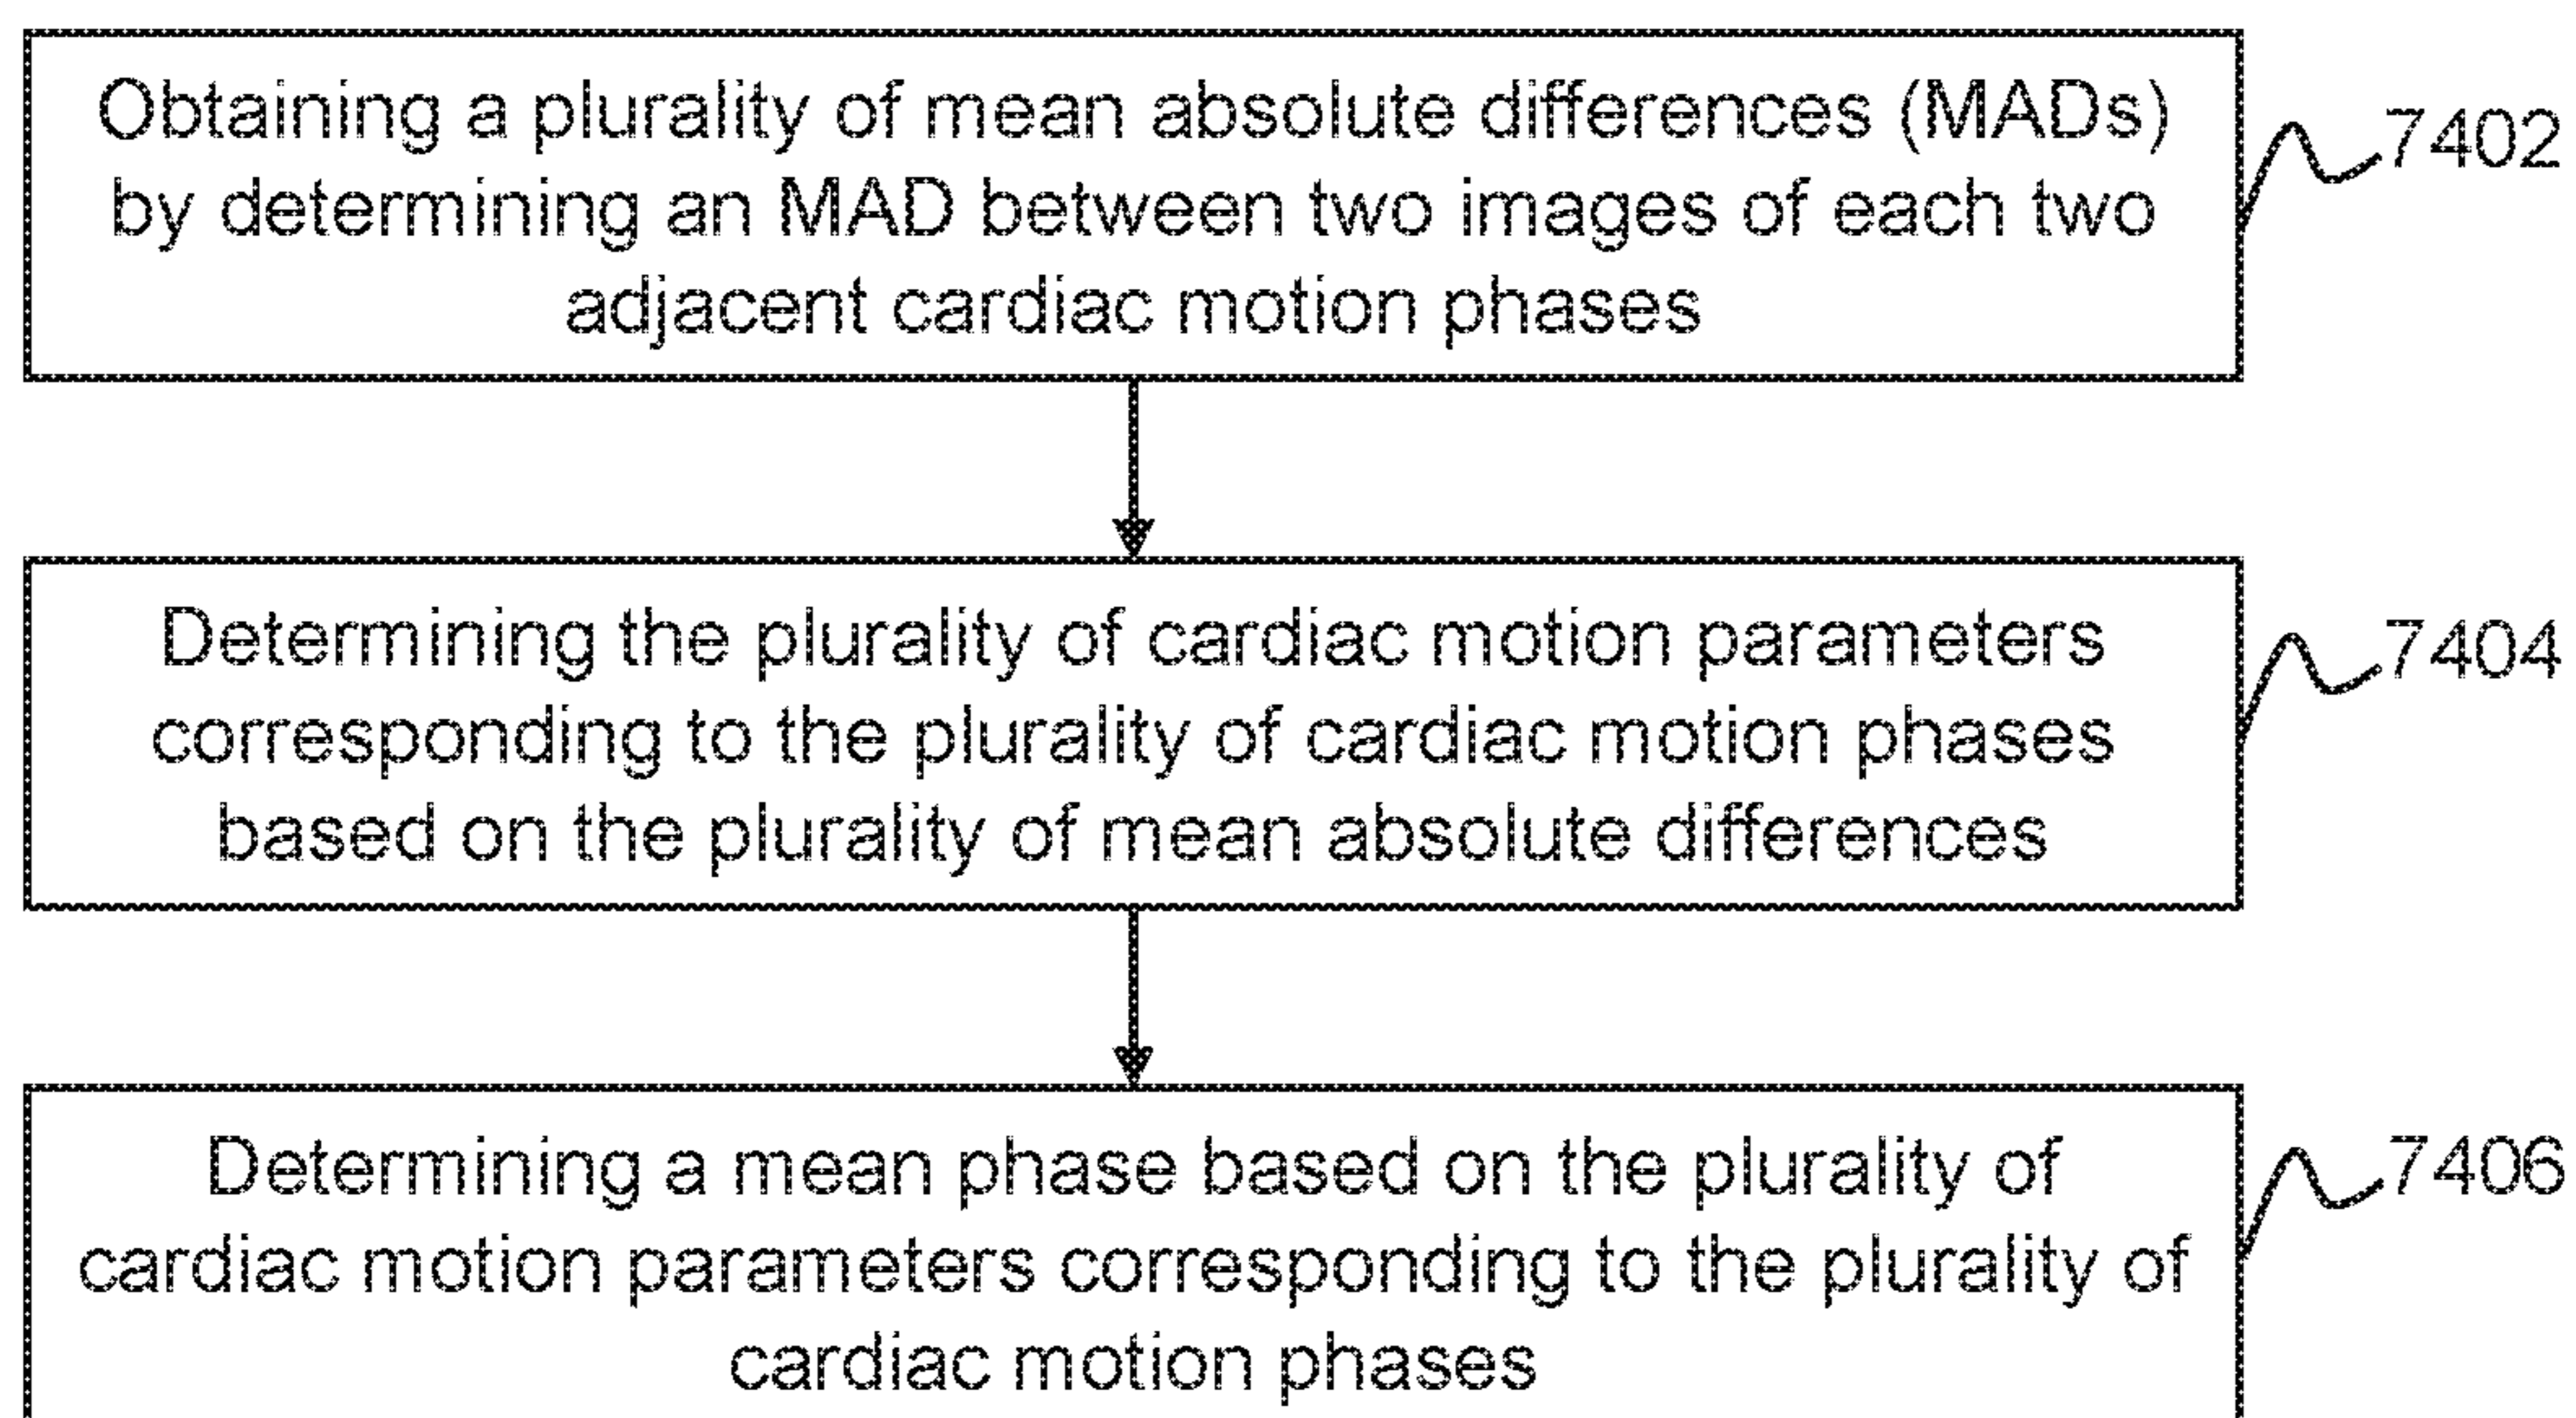 Obtaining a plurality of mean absolute differences (MADs)
by determining an MAD between two images of each two
adjacent cardiac motion phases
7402
Determining the plurality of cardiac motion parameters
corresponding to the plurality of cardiac motion phases
based on the plurality of mean absolute differences
7404
Determining a mean phase based on the plurality of
cardiac motion parameters corresponding to the plurality of
cardiac motion phases
7406